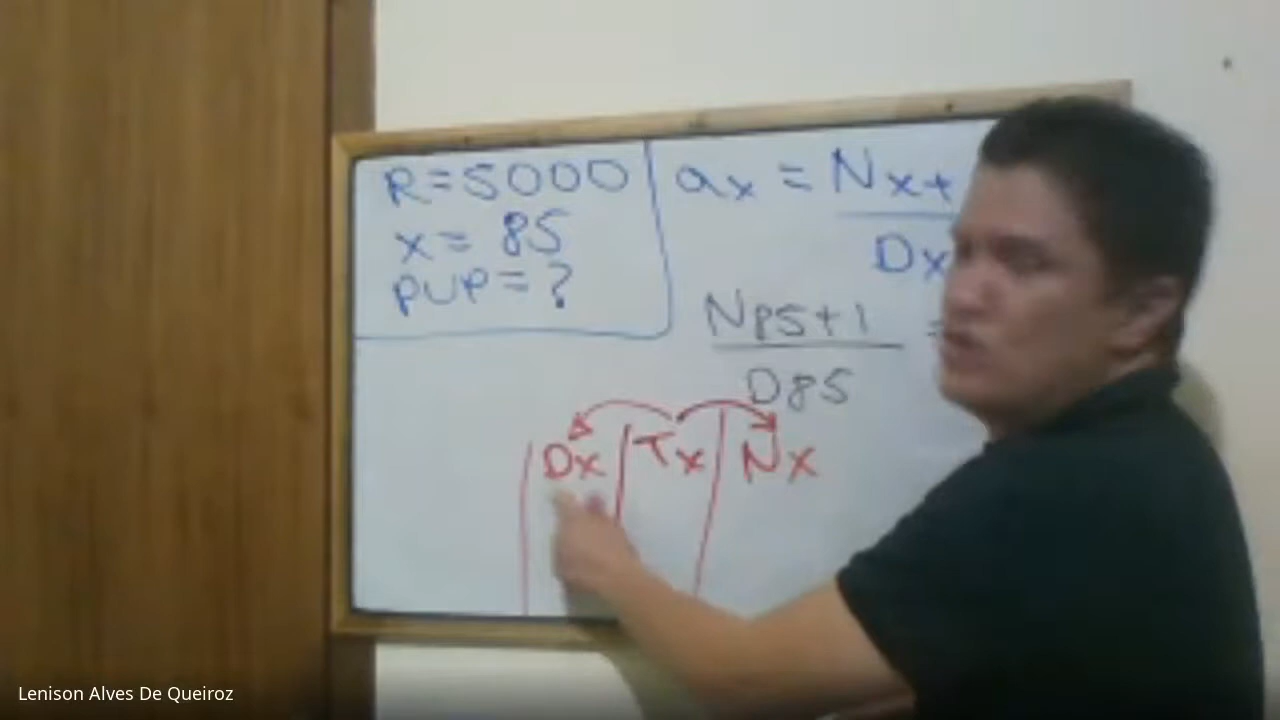 R=5000
x= 85
PUP=?
ax = Nx+
Dx
N85+1 =
D85
Dx Tx Nx
Lenison Alves De Queiroz